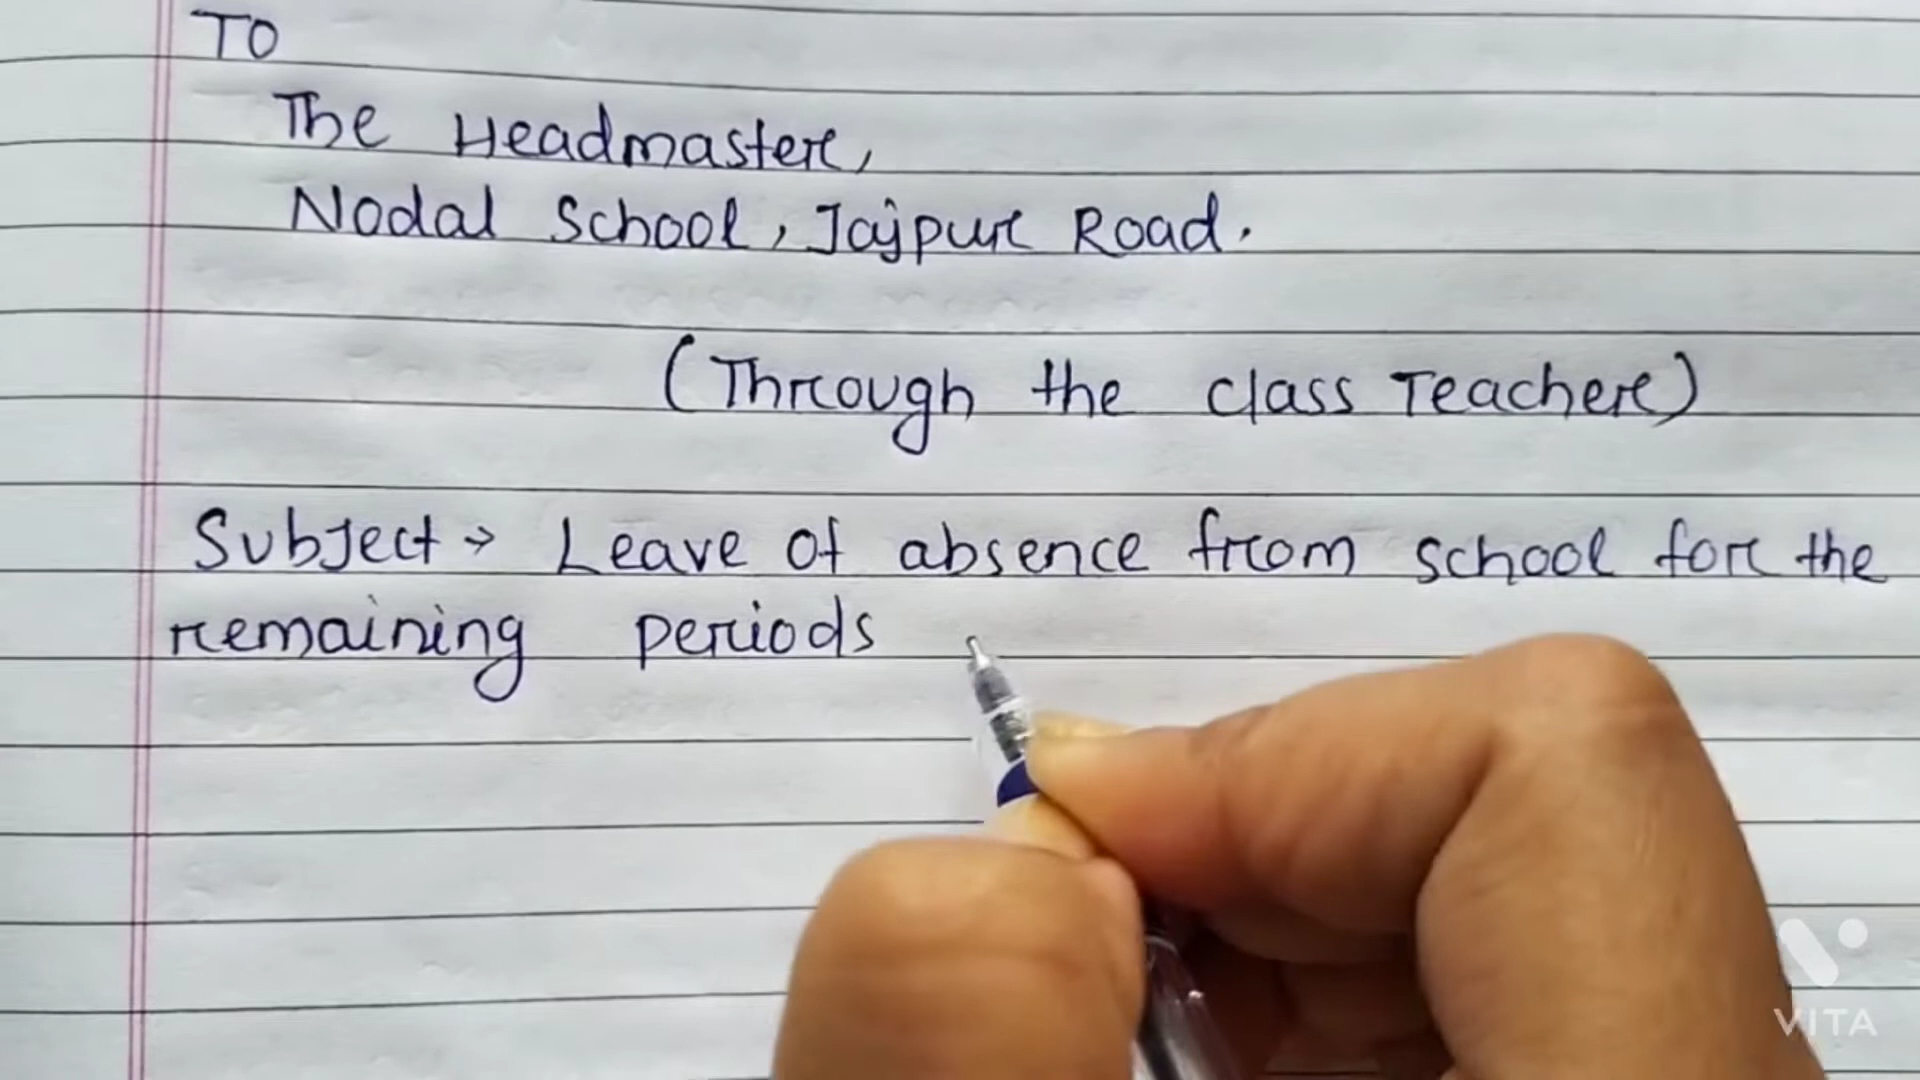 To
The Headmaster,
Nodal School, Jajpur Road.
(Through the class Teacher)
Subject → Leave of absence from school for the
remaining periods
VITA